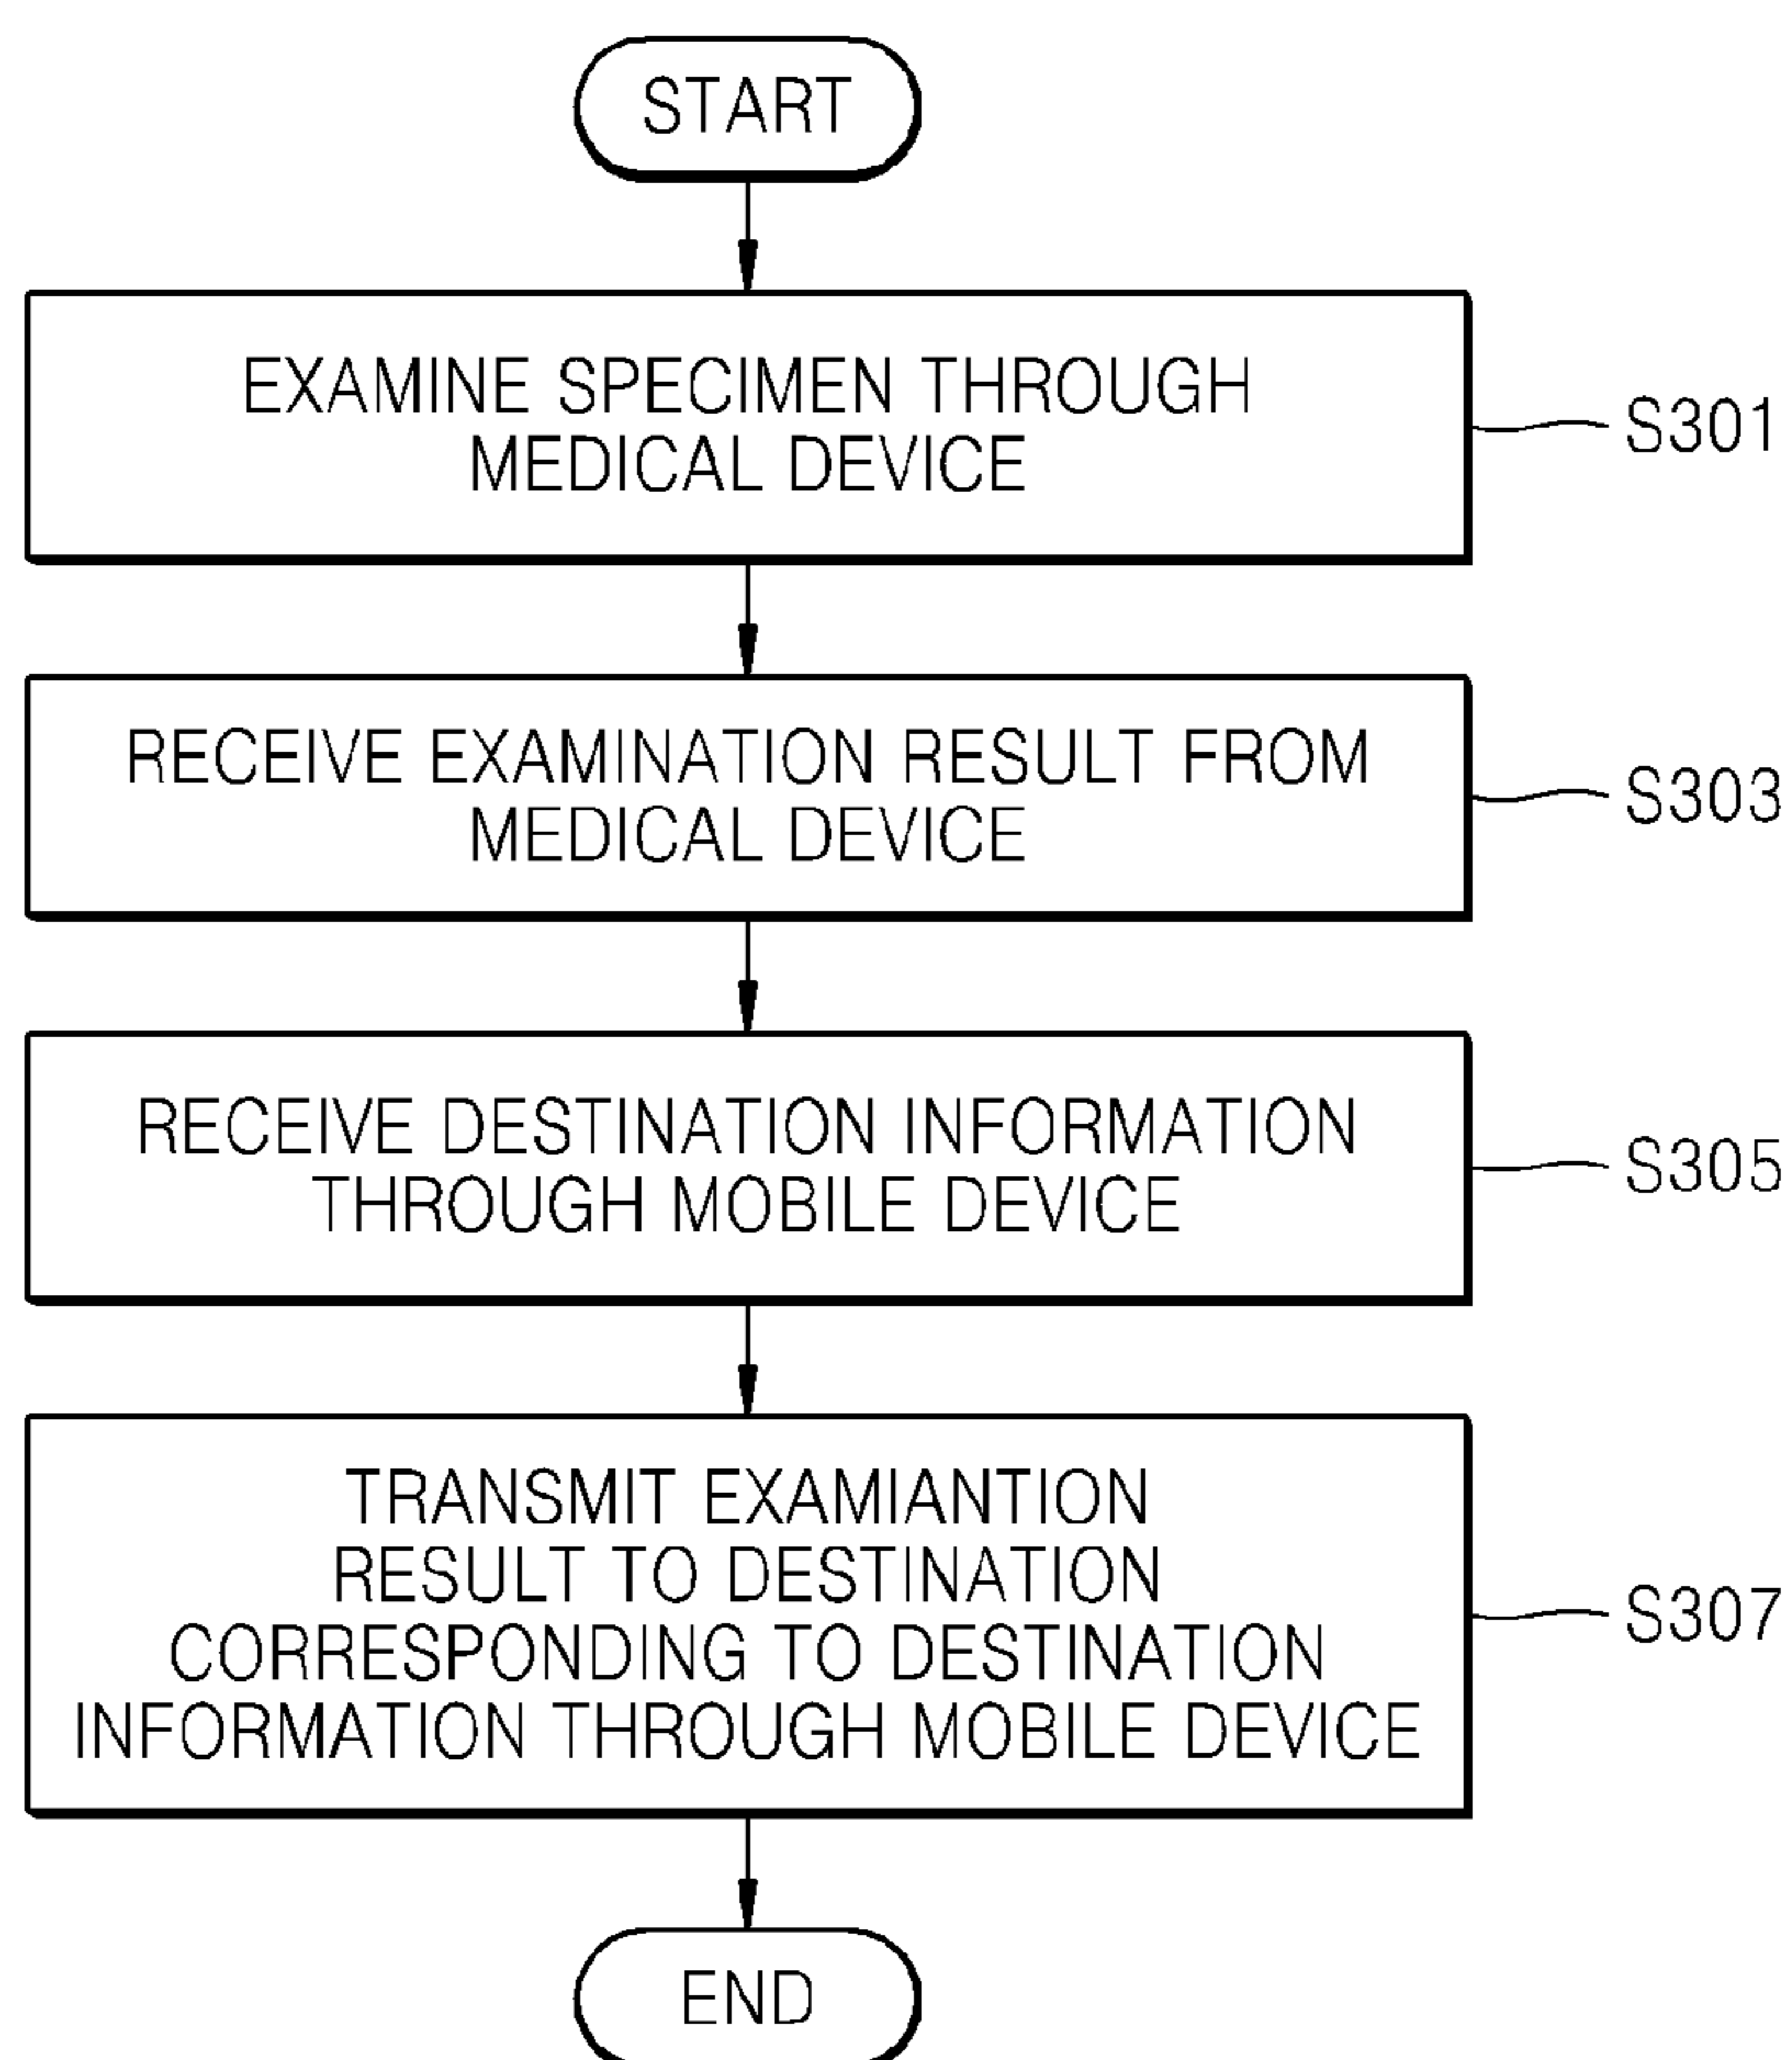 START
EXAMINE SPECIMEN THROUGH
MEDICAL DEVICE
S301
RECEIVE EXAMINATION RESULT FROM
MEDICAL DEVICE
S303
RECEIVE DESTINATION INFORMATION
THROUGH MOBILE DEVICE
S305
TRANSMIT EXAMIANTION
RESULT TO DESTINATION
CORRESPONDING TO DESTINATION
INFORMATION THROUGH MOBILE DEVICE
S307
END